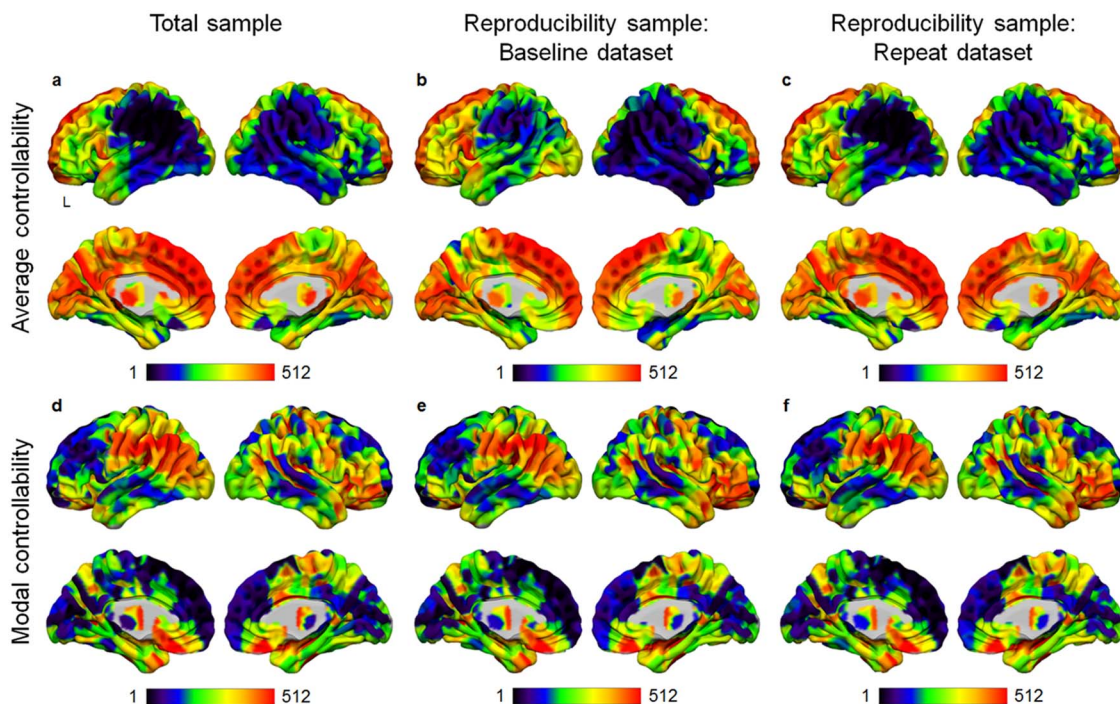 Total sample
Reproducibility sample:
Baseline dataset
Reproducibility sample:
Repeat dataset
Average controllability
a
b
c
L
1 512
1 512
1 512
Modal controllability
d
e
f
1 512
1 512
1 512